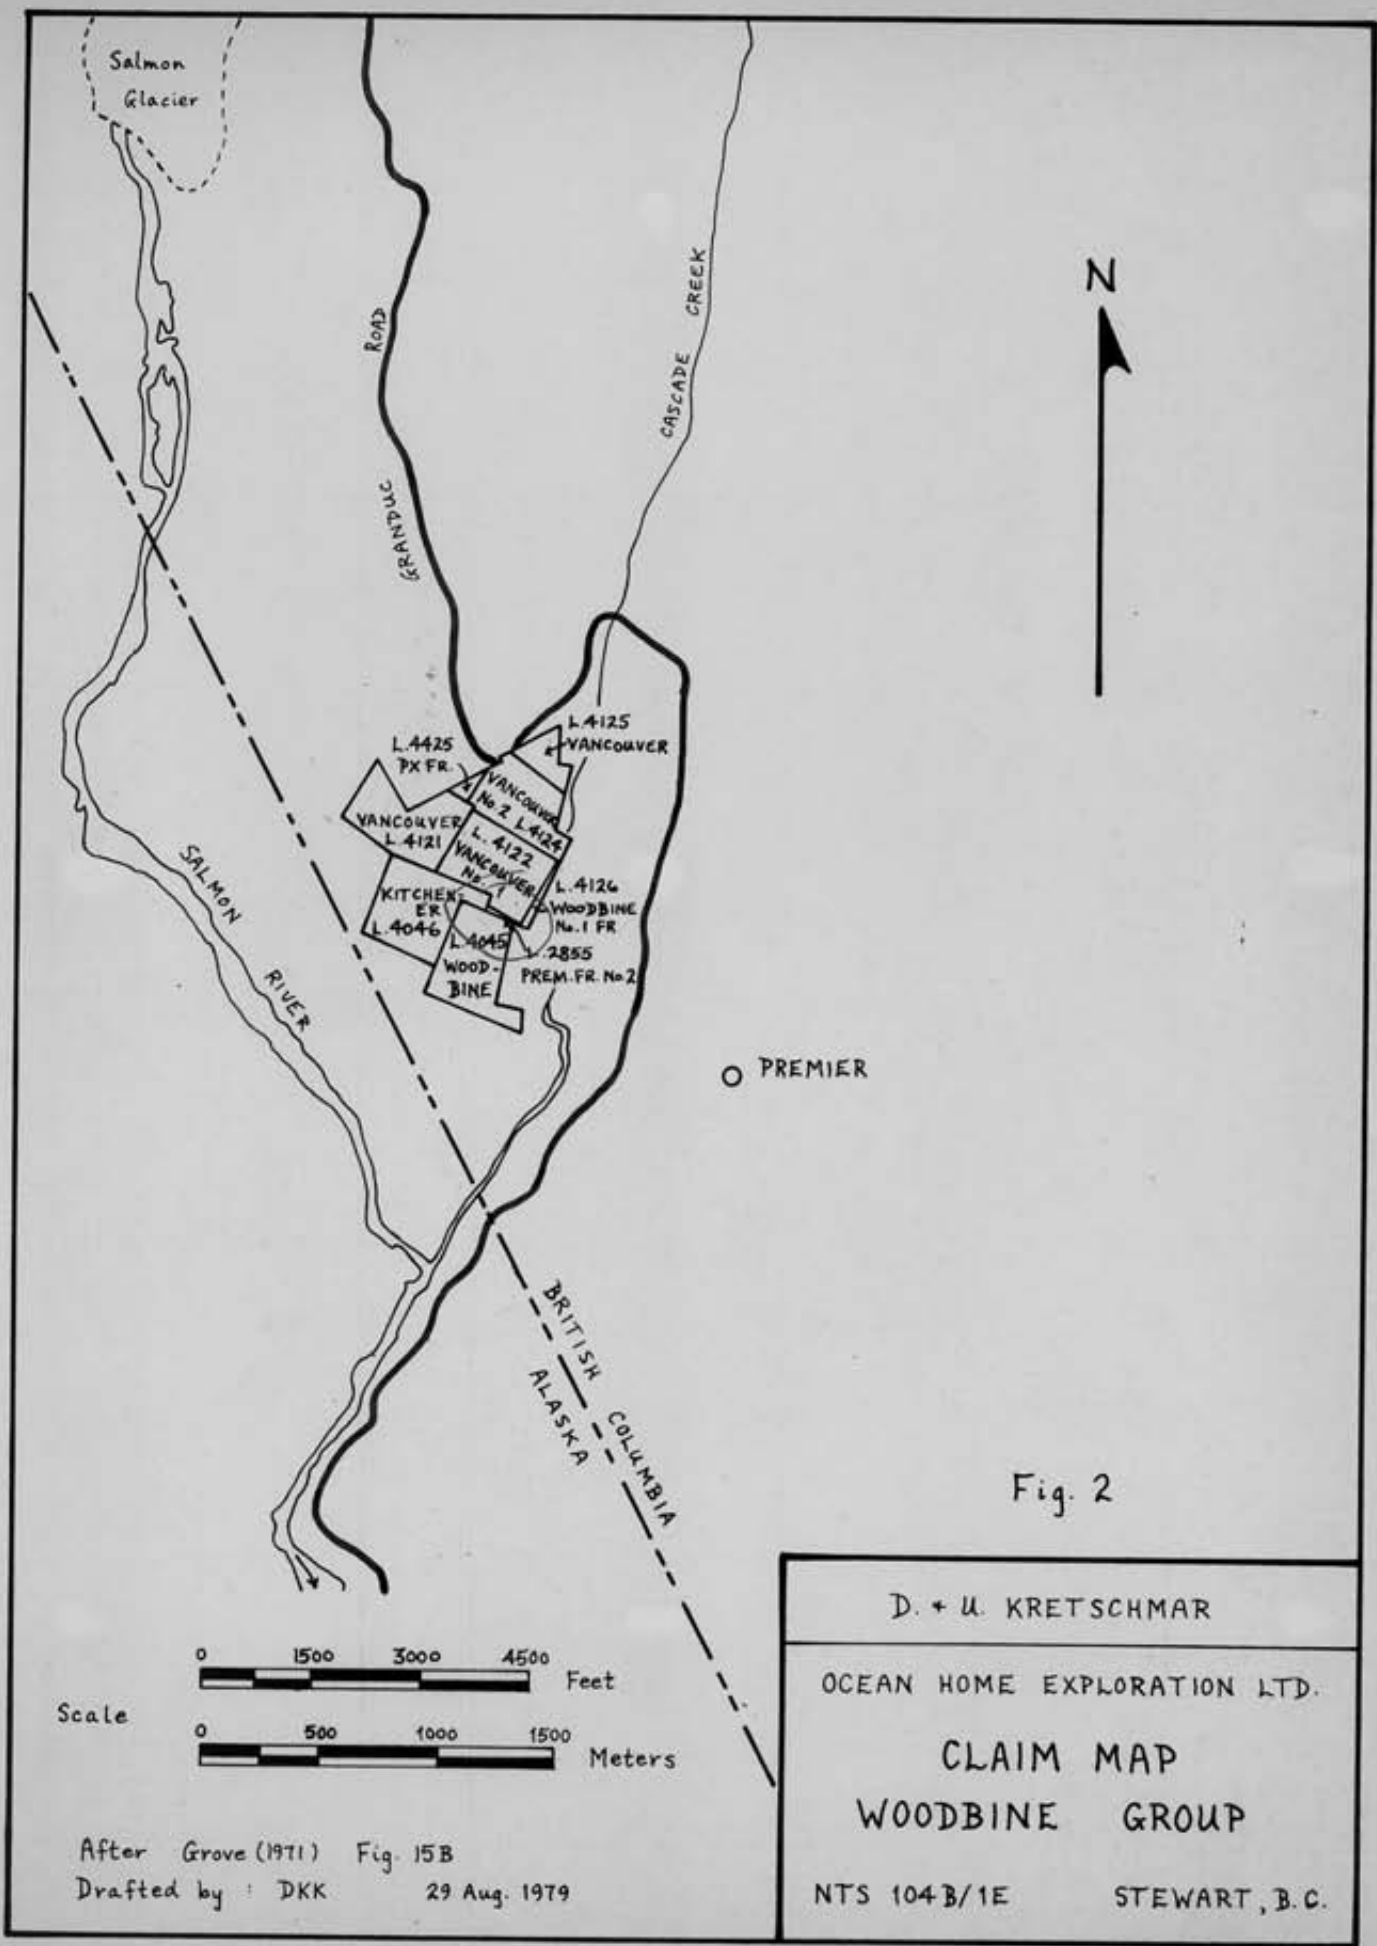 Salmon
Glacier
N
ROAD
GRANDUC
CASCADE CREEK
L.4125
VANCOUVER
L.4425
PX FR.
VANCOUVER
No.2 L.4124
VANCOUVER
L.4121
L. 4122
VANCOUVER
No. 1
KITCHEN-
ER
L.4046
L.4126
WOODBINE
No. 1 FR
L.4045
WOOD-
BINE
L.2855
PREM. FR. No.2
SALMON
RIVER
PREMIER
BRITISH COLUMBIA
ALASKA
Fig. 2
D. + U. KRETSCHMAR
OCEAN HOME EXPLORATION LTD.
CLAIM MAP
WOODBINE GROUP
NTS 104B/1E STEWART, B.C.
0 1500 3000 4500
Feet
Scale
0 500 1000 1500
Meters
After Grove (1971) Fig. 15B
Drafted by : DKK 29 Aug. 1979